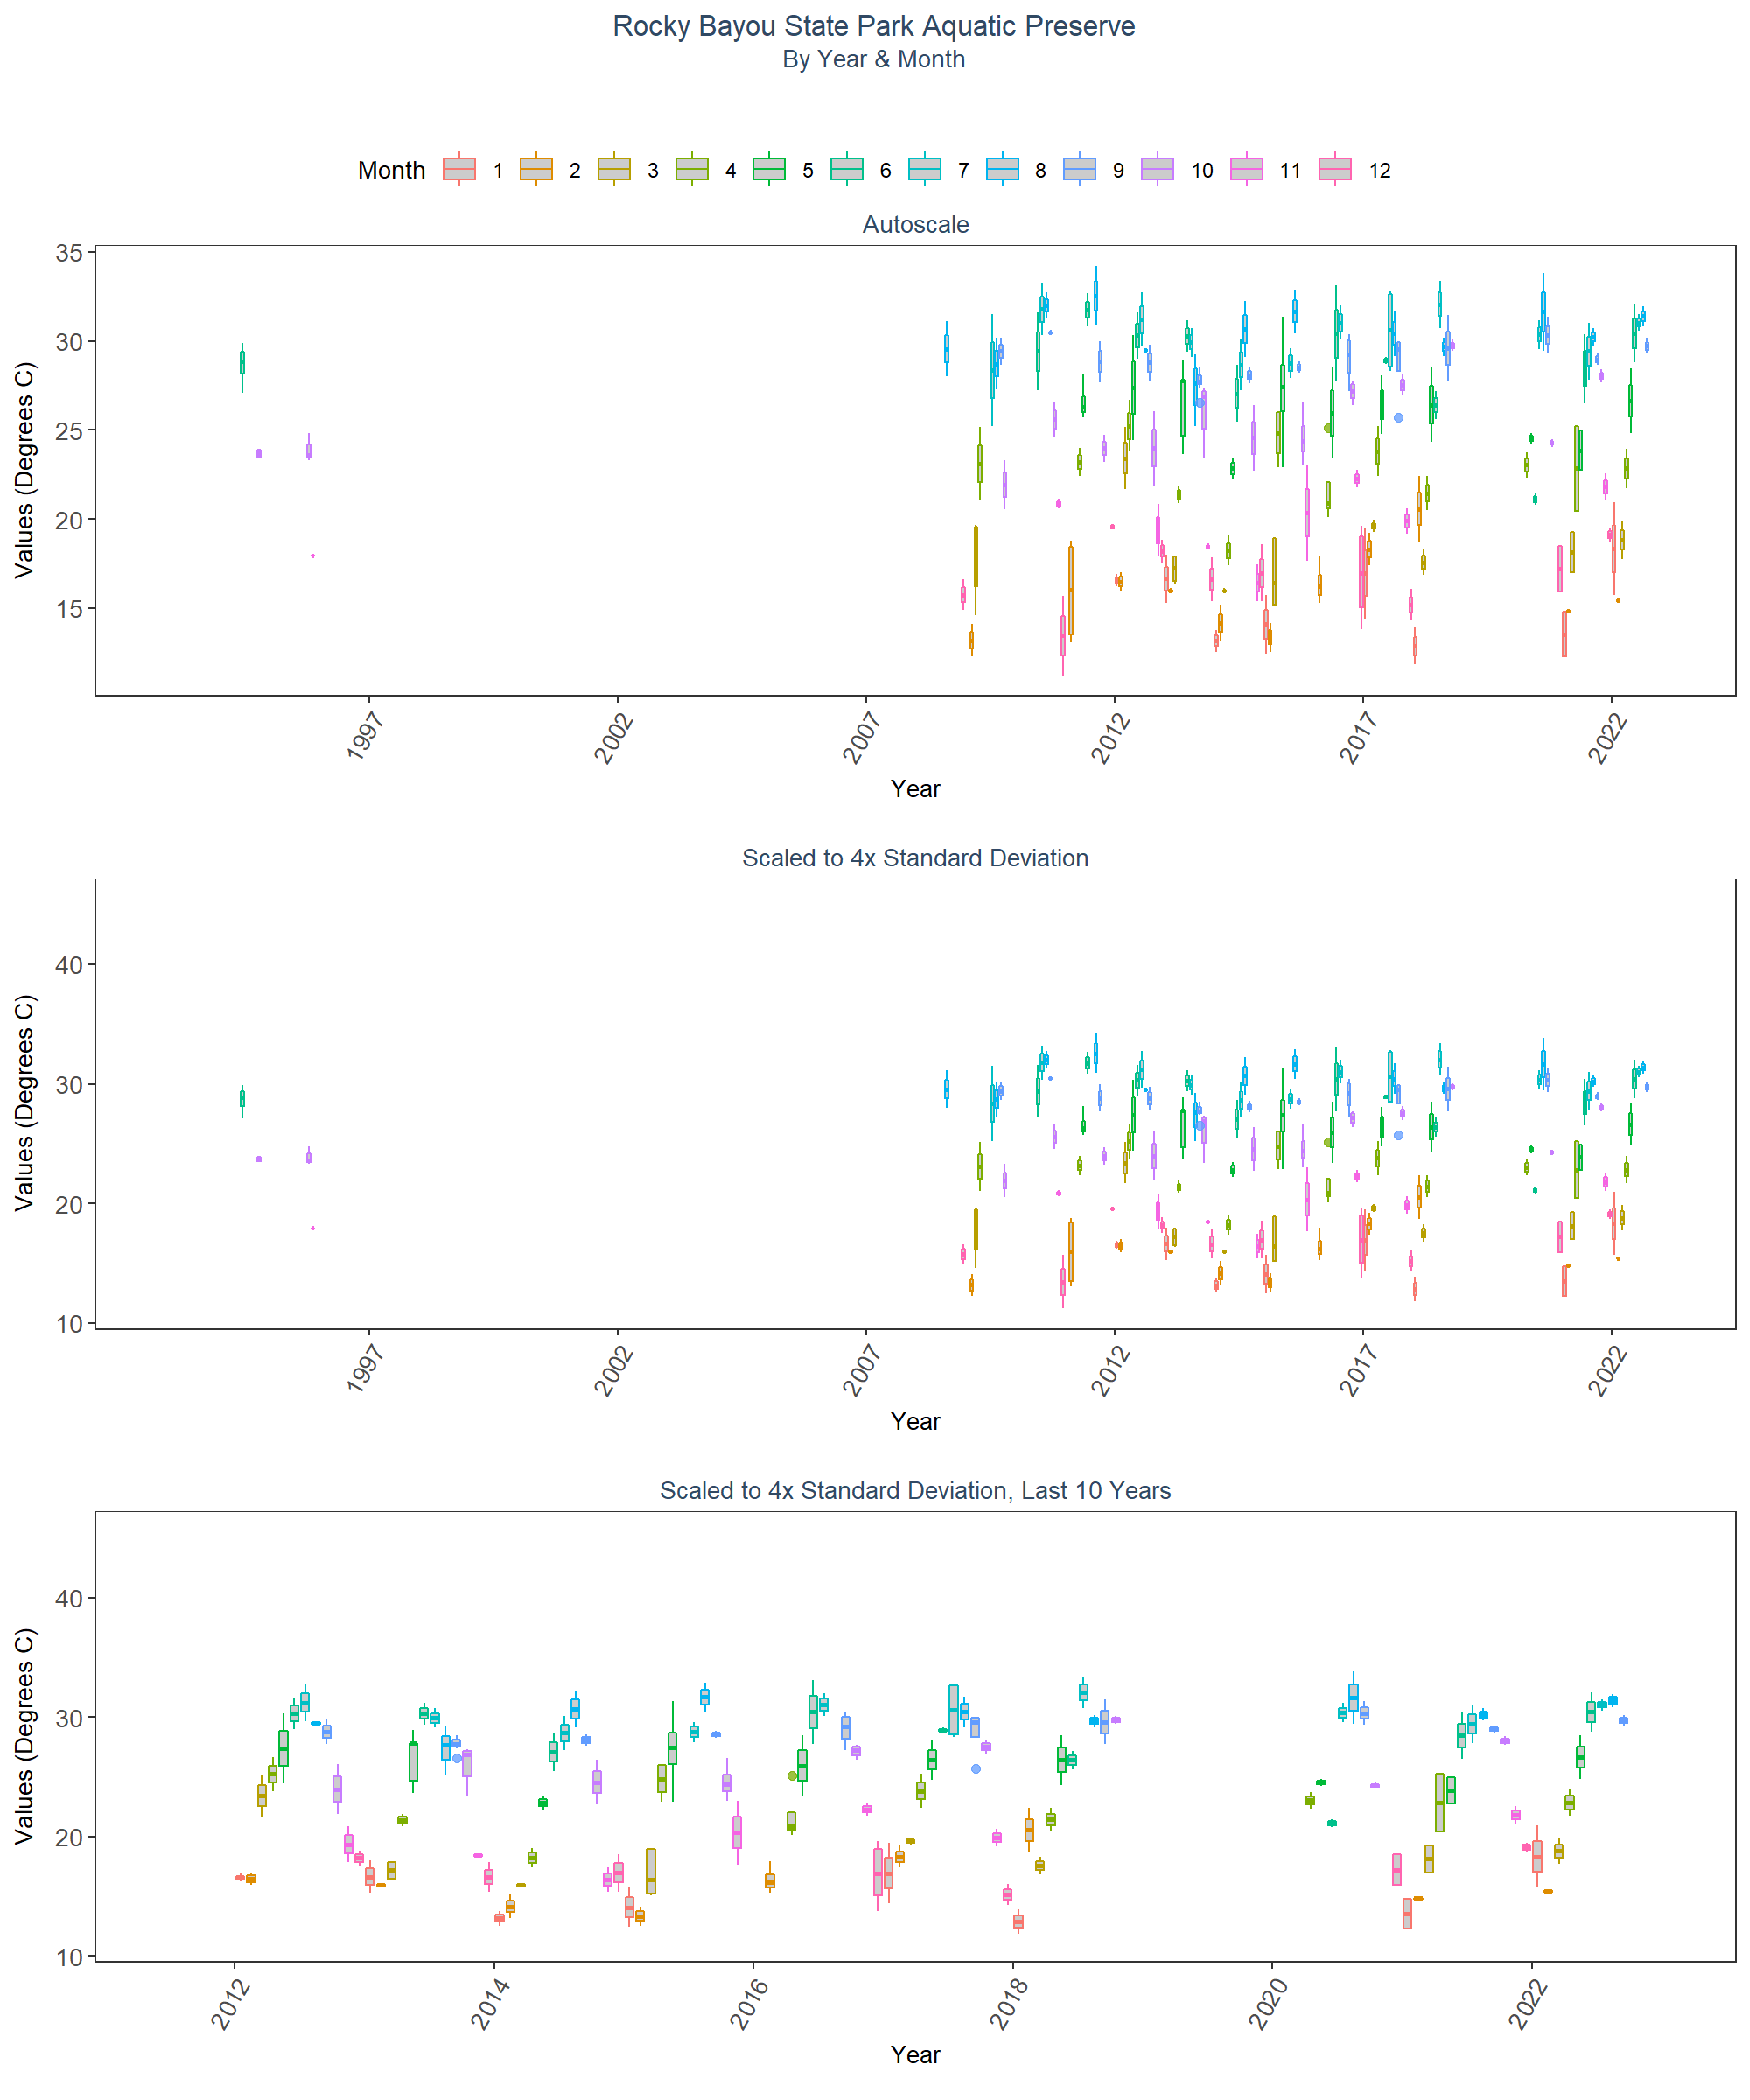 Rocky Bayou State Park Aquatic Preserve
By Year & Month
Month 1 2 3 4 5 6 7 8 9 10 11 12
Autoscale
Values (Degrees C)
35
30
25
20
15
1997 2002 2007 2012 2017 2022
Year
Scaled to 4x Standard Deviation
Values (Degrees C)
40
30
20
10
1997 2002 2007 2012 2017 2022
Year
Scaled to 4x Standard Deviation, Last 10 Years
Values (Degrees C)
40
30
20
10
2012 2014 2016 2018 2020 2022
Year